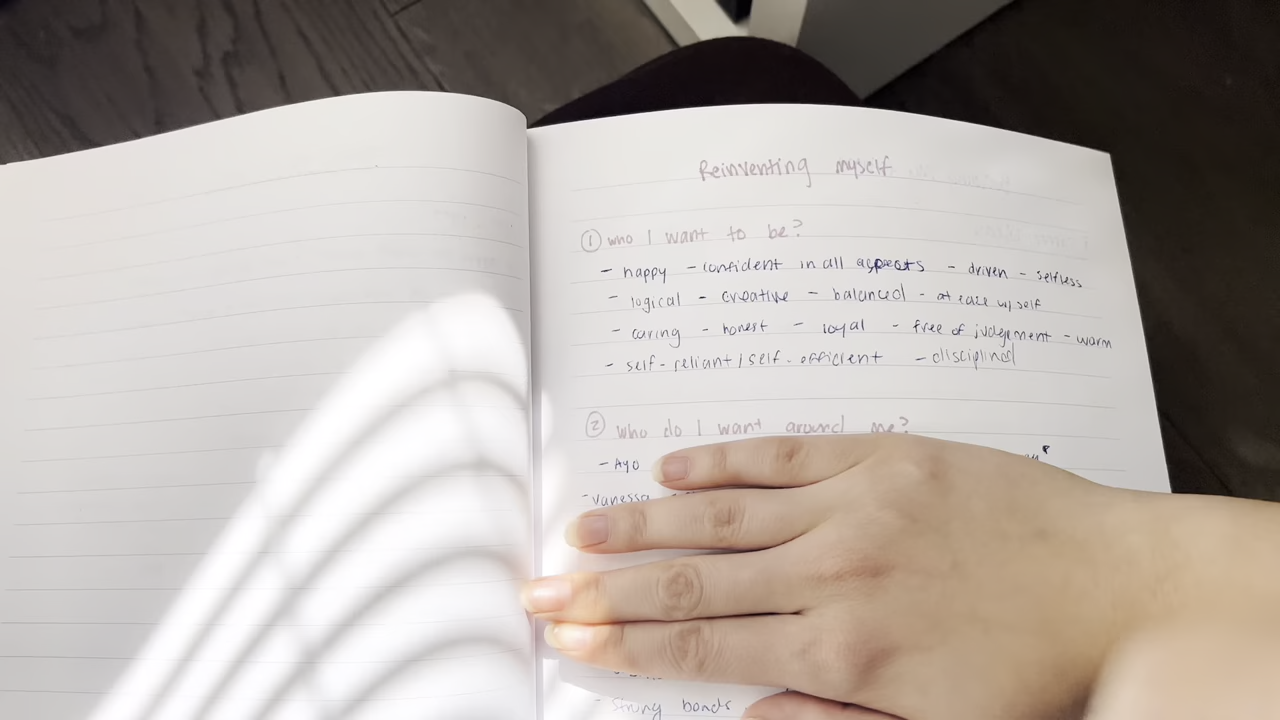 Reinventing myself
① who I want to be?
- happy - confident in all aspects - driven - selfless
- logical - creative - balanced - at ease w/ self
- caring - honest - loyal - free of judgement - warm
- self-reliant/self-efficient - disciplined
② who do I want around me?
- Ayo
- vanessa
- strong bonds